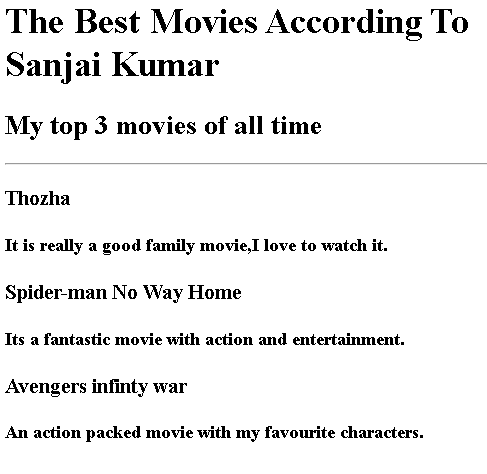 The Best Movies According To
Sanjai Kumar
My top 3 movies of all time
Thozha
It is really a good family movie,I love to watch it.
Spider-man No Way Home
Its a fantastic movie with action and entertainment.
Avengers infinty war
An action packed movie with my favourite characters.